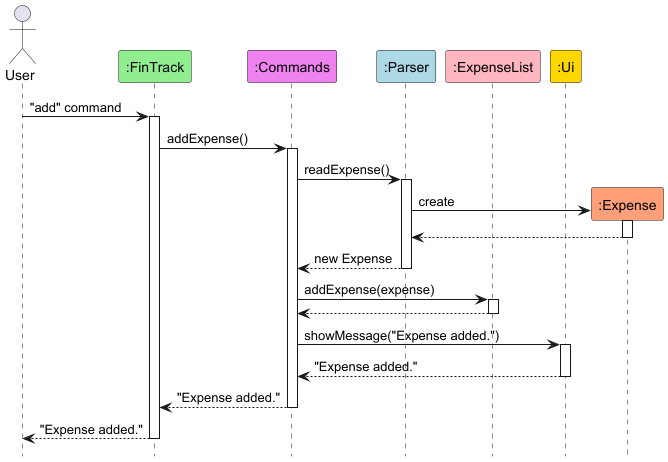 User
:FinTrack
:Commands
:Parser
:ExpenseList
:Ui
"add" command
addExpense()
readExpense()
create
:Expense
new Expense
addExpense(expense)
showMessage("Expense added.")
"Expense added."
"Expense added."
"Expense added."